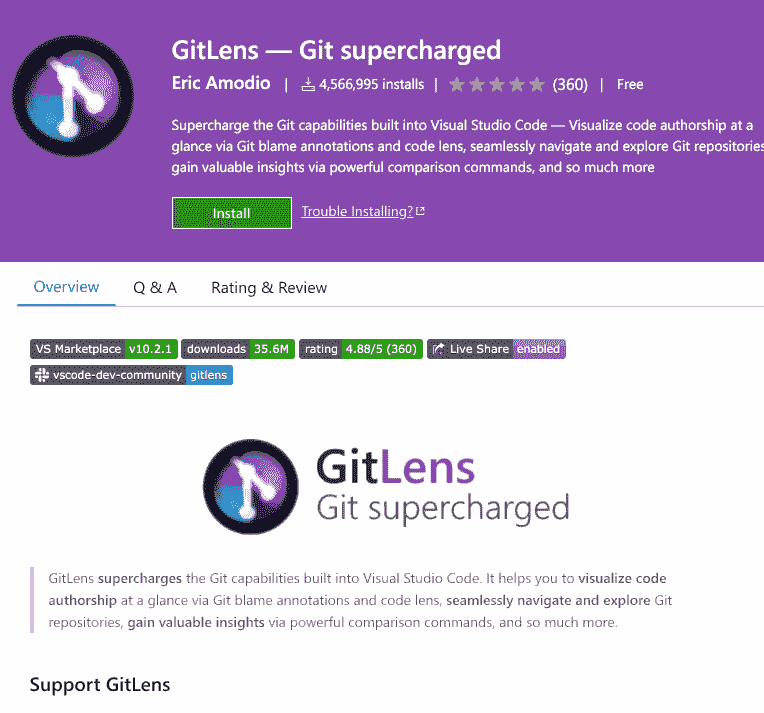 GitLens — Git supercharged
Eric Amodio | 4,566,995 installs | (360) | Free
Supercharge the Git capabilities built into Visual Studio Code — Visualize code authorship at a
glance via Git blame annotations and code lens, seamlessly navigate and explore Git repositories
gain valuable insights via powerful comparison commands, and so much more
Install Trouble Installing?
Overview Q & A Rating & Review
VS Marketplace v10.2.1 downloads 35.6M rating 4.88/5 (360) Live Share enabled
vscode-dev-community gitlens
GitLens
Git supercharged
GitLens supercharges the Git capabilities built into Visual Studio Code. It helps you to visualize code
authorship at a glance via Git blame annotations and code lens, seamlessly navigate and explore Git
repositories, gain valuable insights via powerful comparison commands, and so much more.
Support GitLens